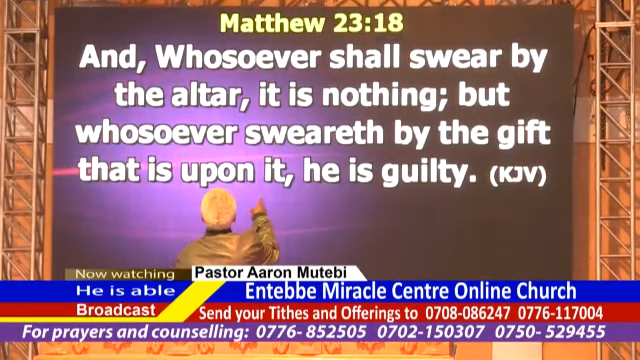 Matthew 23:18
And, Whosoever shall swear by
the altar, it is nothing; but
whosoever sweareth by the gift
that is upon it, he is guilty. (KJV)
Now watching
Pastor Aaron Mutebi
He is able
Entebbe Miracle Centre Online Church
Broadcast
Send your Tithes and Offerings to 0708-086247 0776-117004
For prayers and counselling: 0776- 852505 0702-150307 0750- 529455